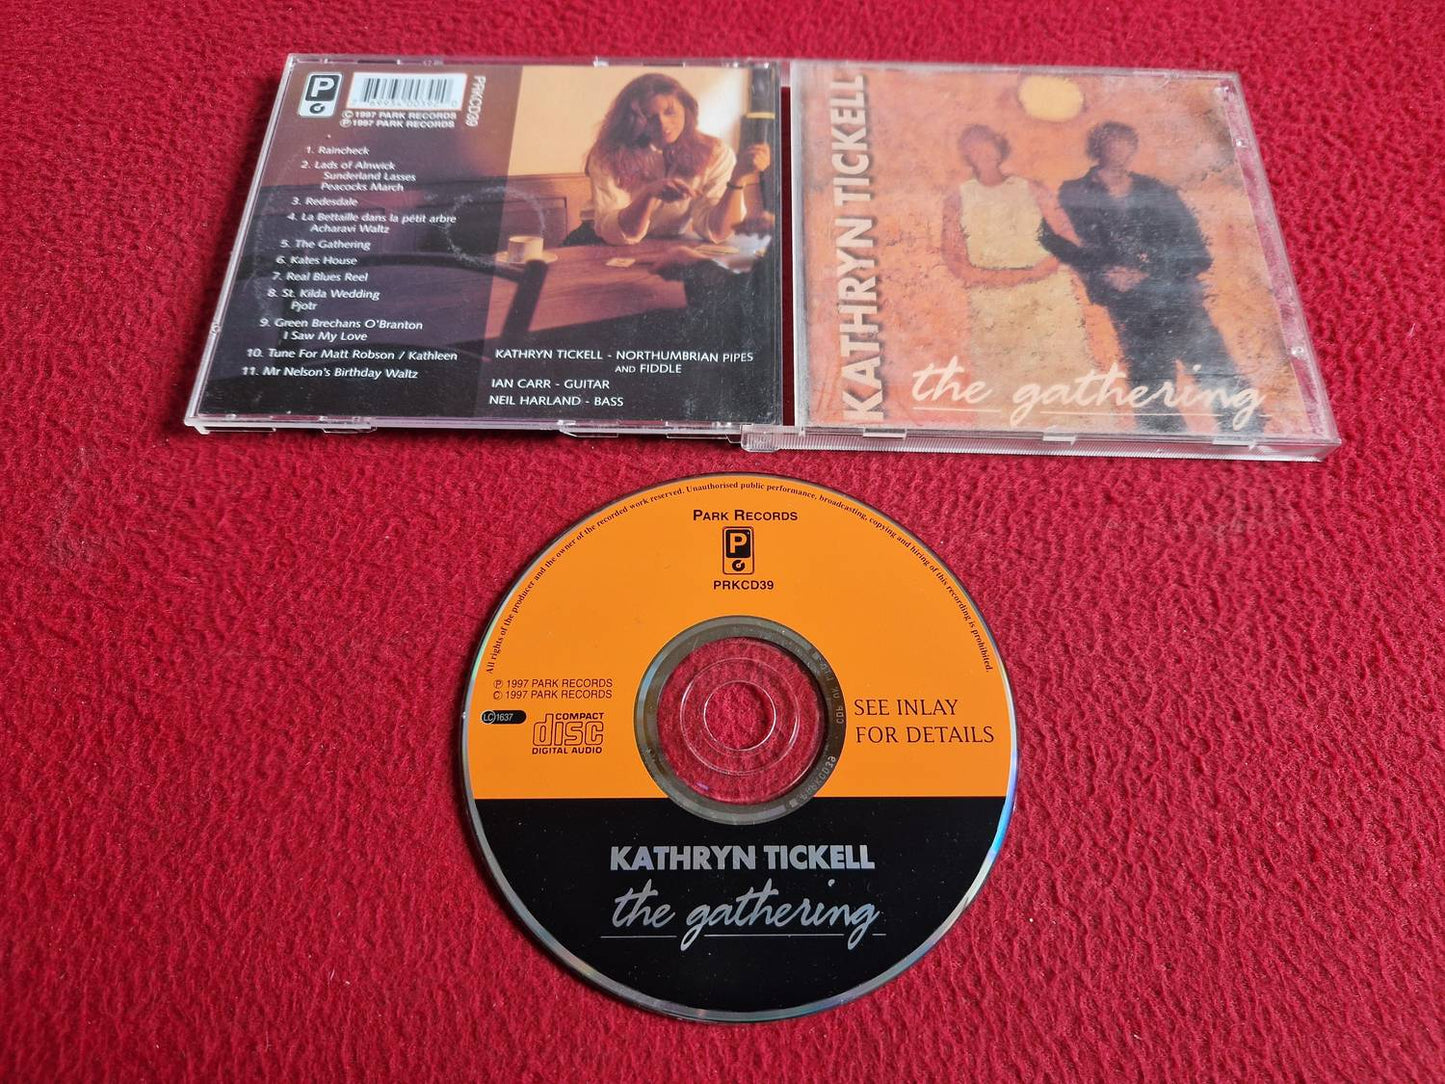 P
PRKCD39
© 1997 PARK RECORDS
℗ 1997 PARK RECORDS
1. Raincheck
2. Lads of Alnwick
Sunderland Lasses
Peacocks March
3. Redesdale
4. La Bettaille dans la pétit arbre
Acharavi Waltz
5. The Gathering
6. Kates House
7. Real Blues Reel
8. St. Kilda Wedding
Pjotr
9. Green Brechans O'Branton
I Saw My Love
10. Tune For Matt Robson / Kathleen
11. Mr Nelson's Birthday Waltz
KATHRYN TICKELL - NORTHUMBRIAN PIPES
AND FIDDLE
IAN CARR - GUITAR
NEIL HARLAND - BASS
KATHRYN TICKELL
the gathering
All rights of the producer and the owner of the recorded work reserved. Unauthorised public performance, broadcasting, copying and hiring of this recording is prohibited.
PARK RECORDS
P
PRKCD39
℗ 1997 PARK RECORDS
© 1997 PARK RECORDS
LC 1637
COMPACT
disc
DIGITAL AUDIO
SEE INLAY
FOR DETAILS
KATHRYN TICKELL
the gathering